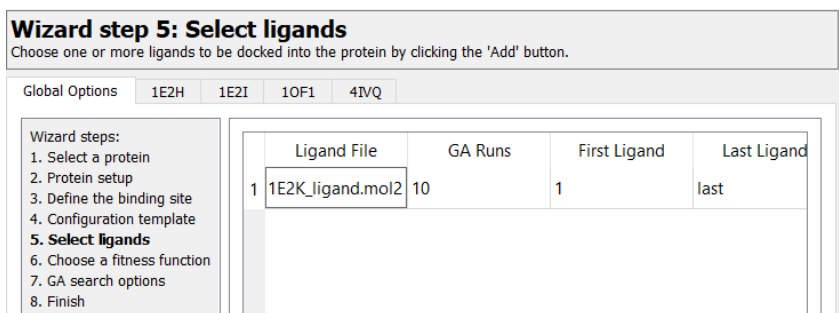 Wizard step 5: Select ligands
Choose one or more ligands to be docked into the protein by clicking the 'Add' button.
Global Options 1E2H 1E2I 1OF1 4IVQ
Wizard steps:
1. Select a protein
2. Protein setup
3. Define the binding site
4. Configuration template
5. Select ligands
6. Choose a fitness function
7. GA search options
8. Finish
Ligand File GA Runs First Ligand Last Ligand
1 1E2K_ligand.mol2 10 1 last